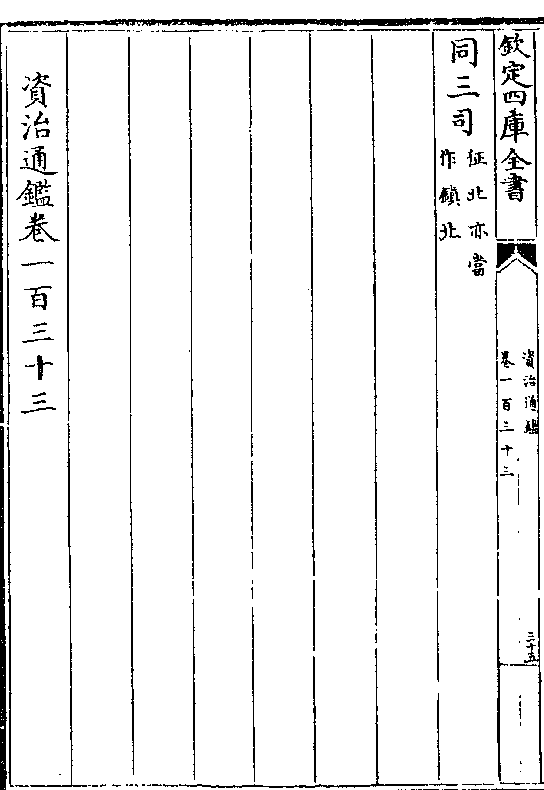 欽定四庫全書
資治通鑑
卷一百三十三
三十五
同三司
征北亦當
作鎮北
資治通鑑卷一百三十三